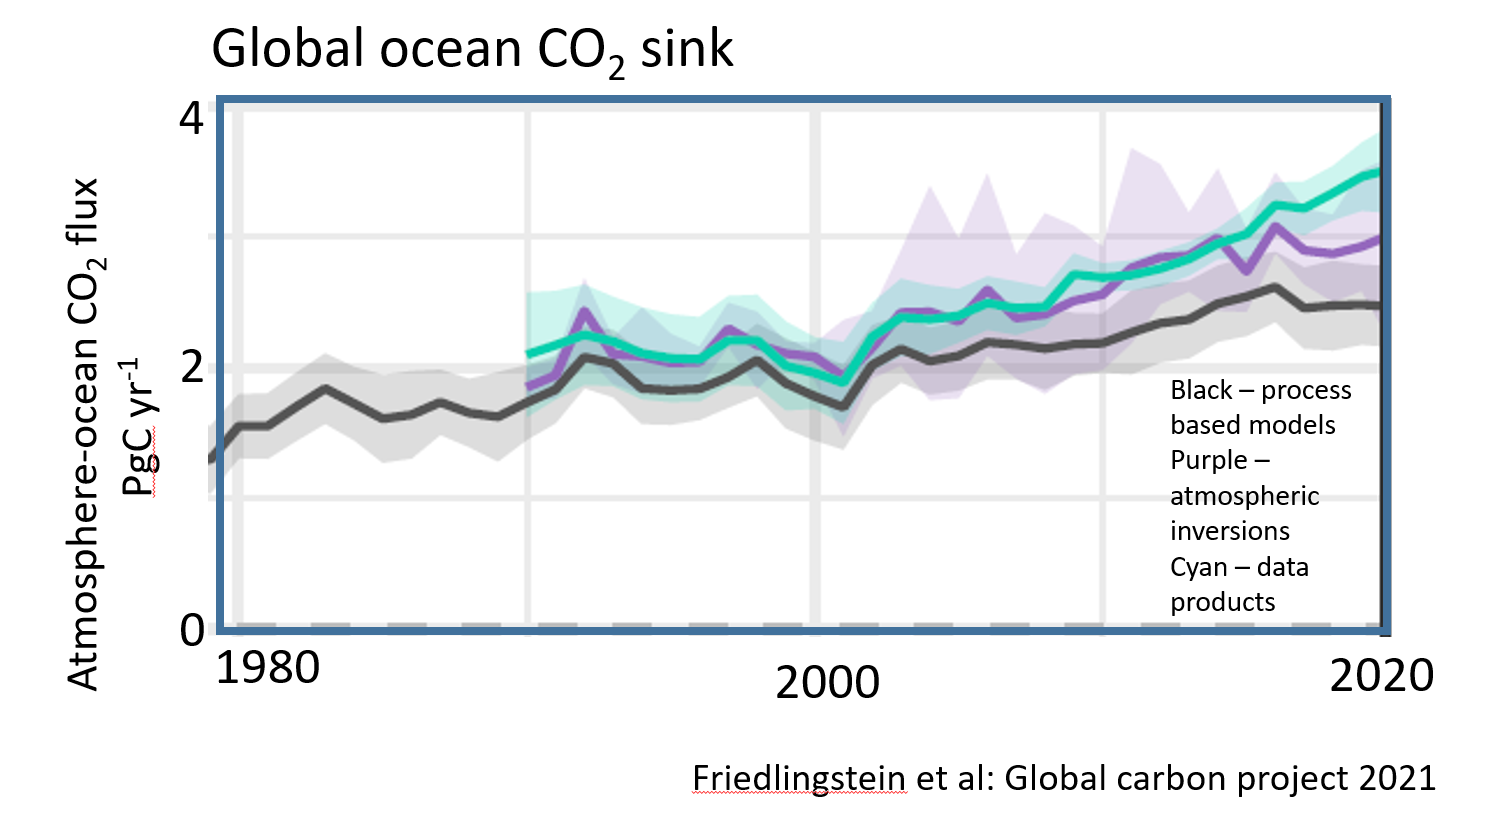 Global ocean CO₂ sink
4
2
0
Atmosphere-ocean CO₂ flux
PgC yr⁻¹
Black – process
based models
Purple –
atmospheric
inversions
Cyan – data
products
1980
2000
2020
Friedlingstein et al: Global carbon project 2021